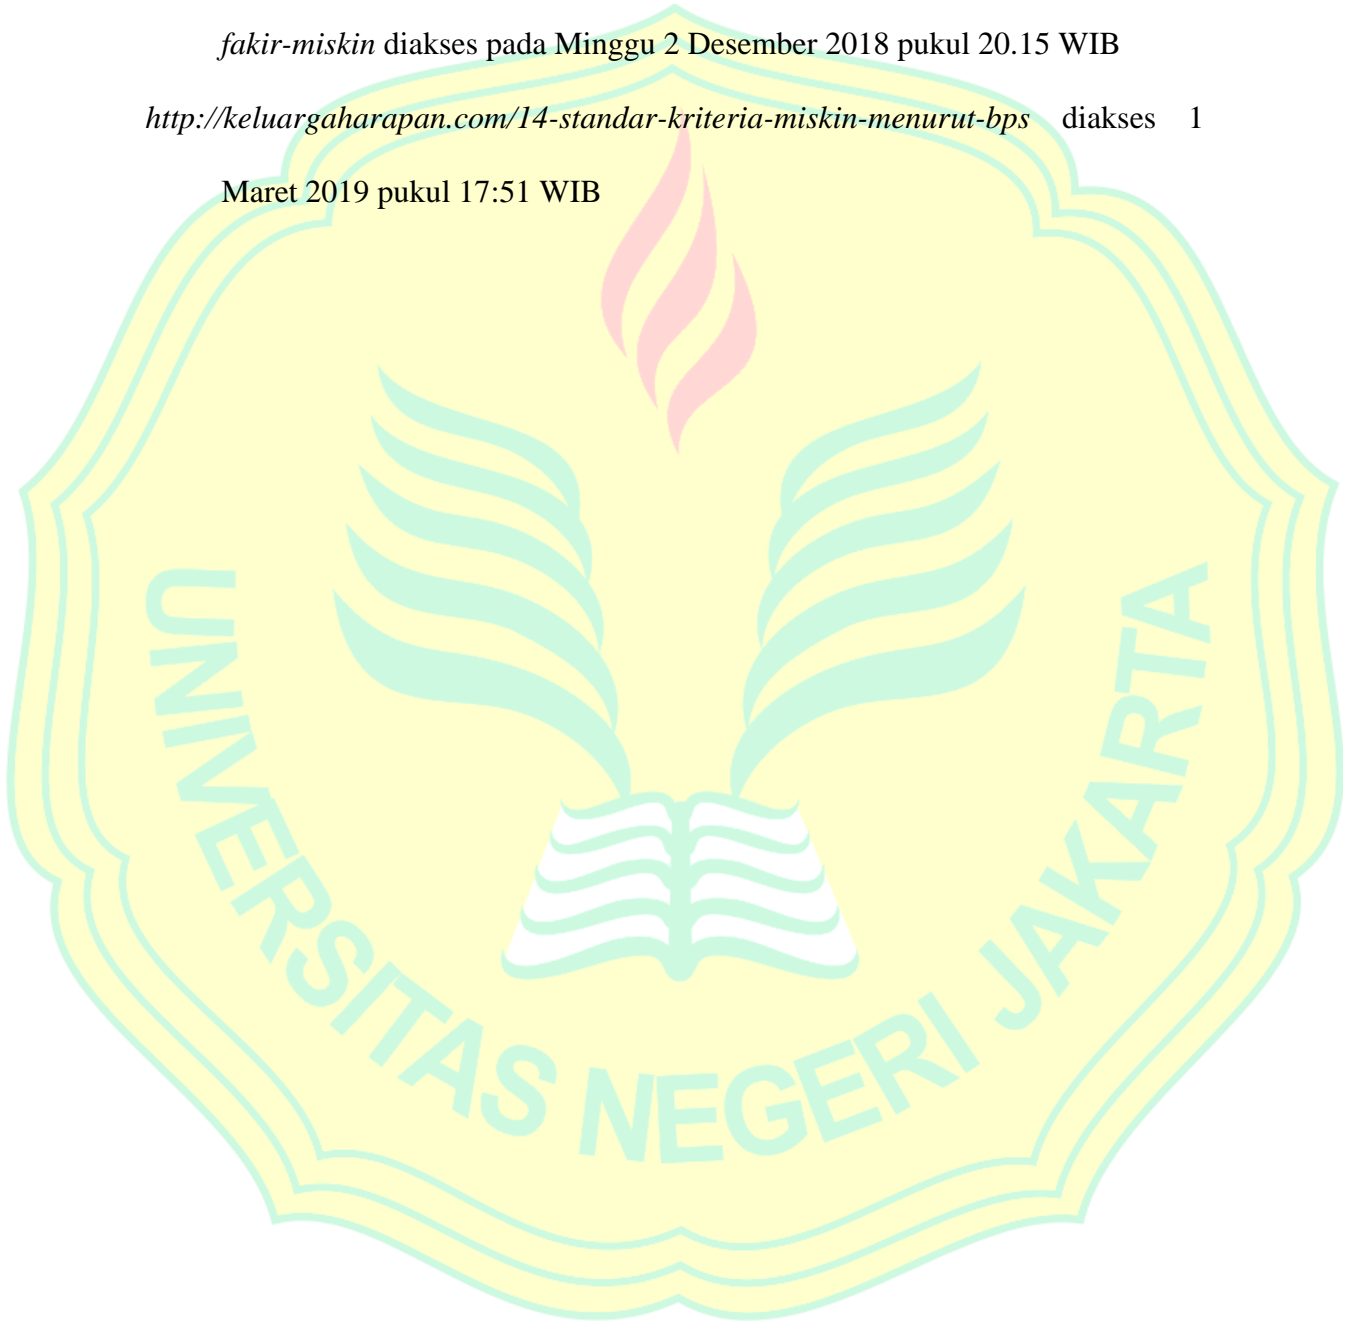 fakir-miskin diakses pada Minggu 2 Desember 2018 pukul 20.15 WIB
http://keluargaharapan.com/14-standar-kriteria-miskin-menurut-bps diakses 1
Maret 2019 pukul 17:51 WIB
UNIVERSITAS NEGERI JAKARTA